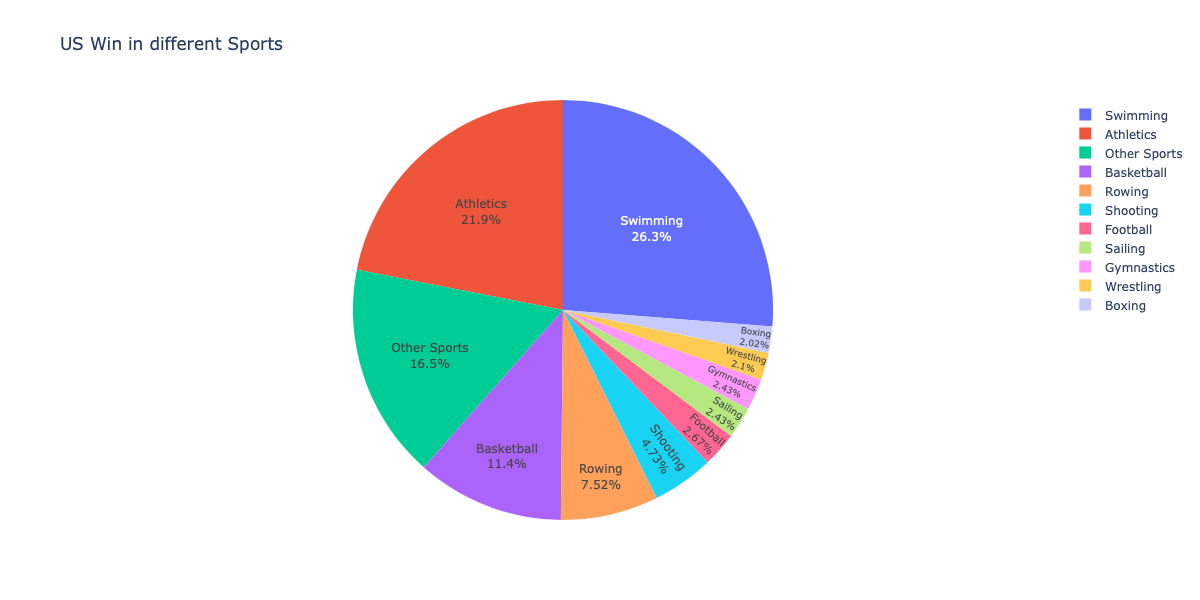 US Win in different Sports
Swimming
26.3%
Athletics
21.9%
Other Sports
16.5%
Basketball
11.4%
Rowing
7.52%
Shooting
4.73%
Football
2.67%
Sailing
2.43%
Gymnastics
2.43%
Wrestling
2.1%
Boxing
2.02%
Swimming
Athletics
Other Sports
Basketball
Rowing
Shooting
Football
Sailing
Gymnastics
Wrestling
Boxing